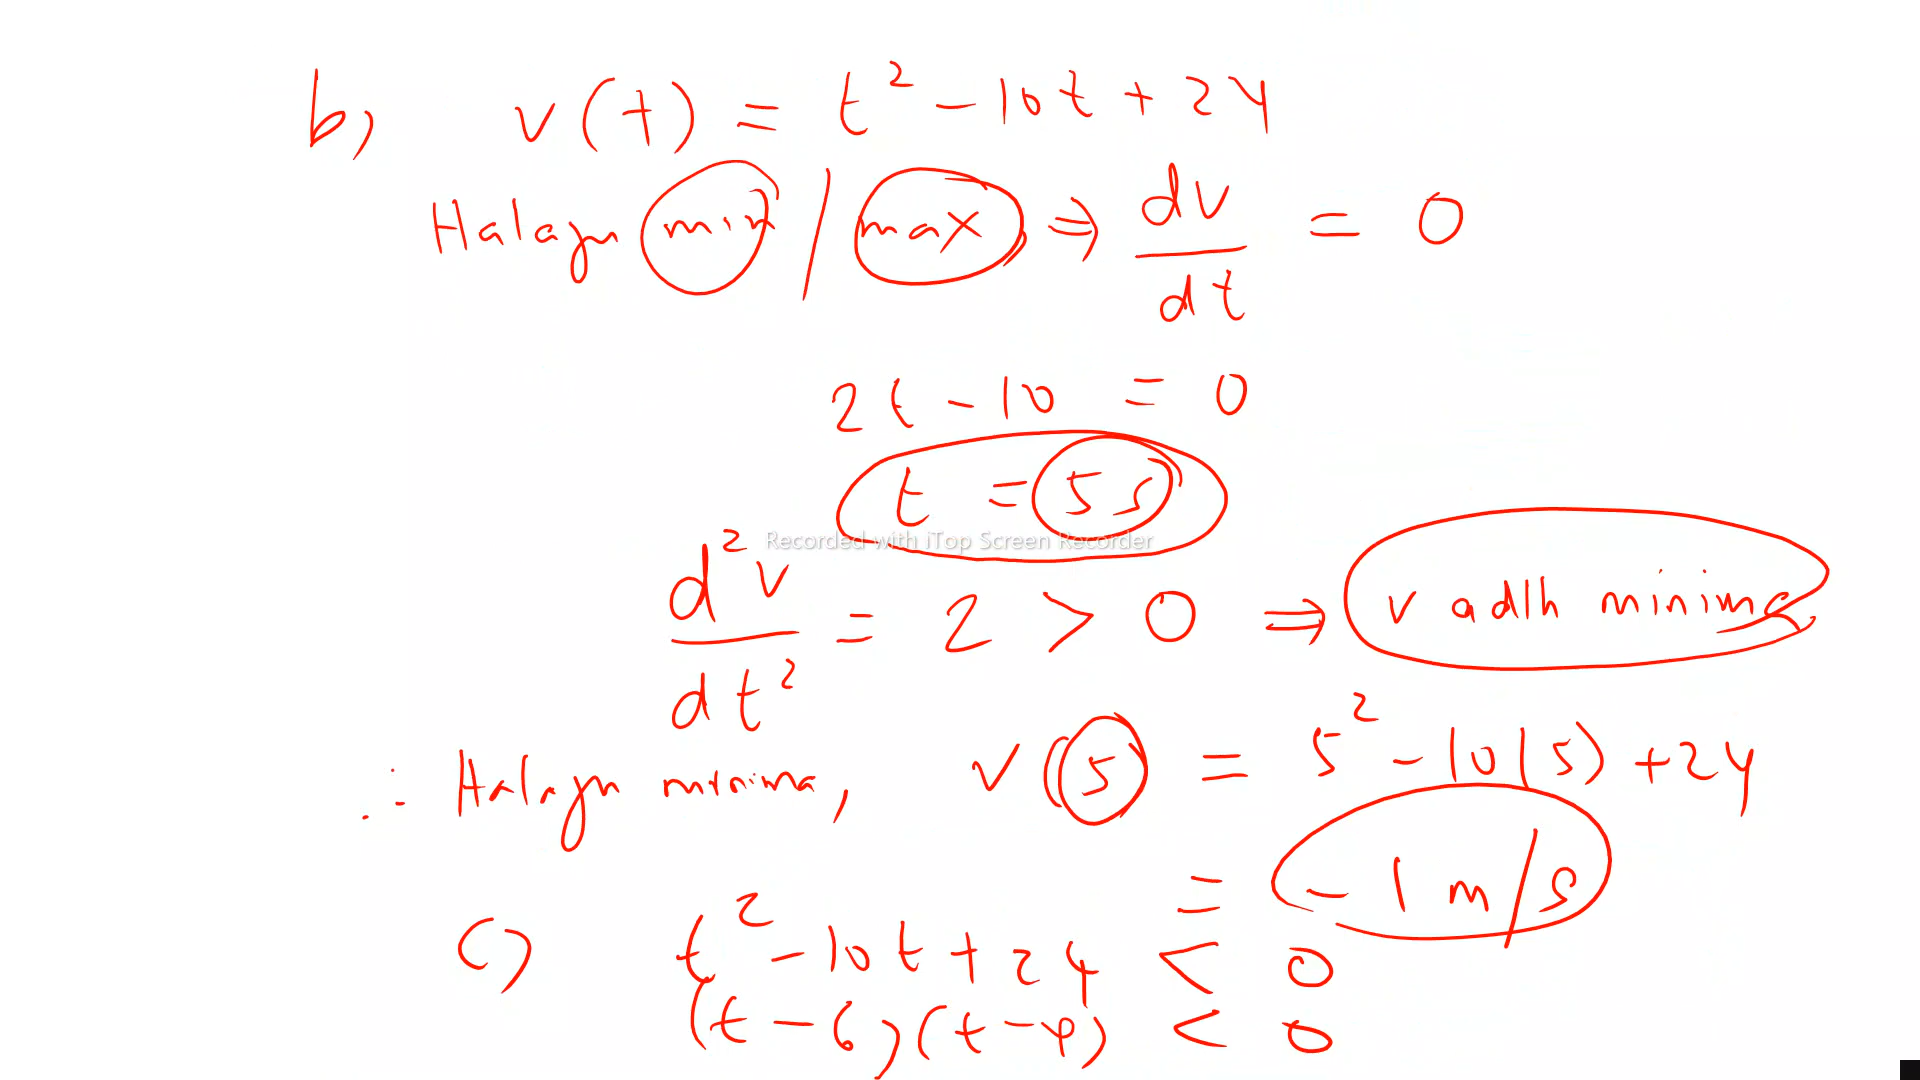 b) v(t) = t² - 10t + 24
Halaju min / max ⇒ dv/dt = 0
2t - 10 = 0
t = 5s
Recorded with iTop Screen Recorder
d²v/dt² = 2 > 0 ⇒ v adlh minima
∴ Halaju minima, v(5) = 5² - 10(5) + 24
= -1 m/s
c) t² - 10t + 24 < 0
(t - 6)(t - 4) < 0